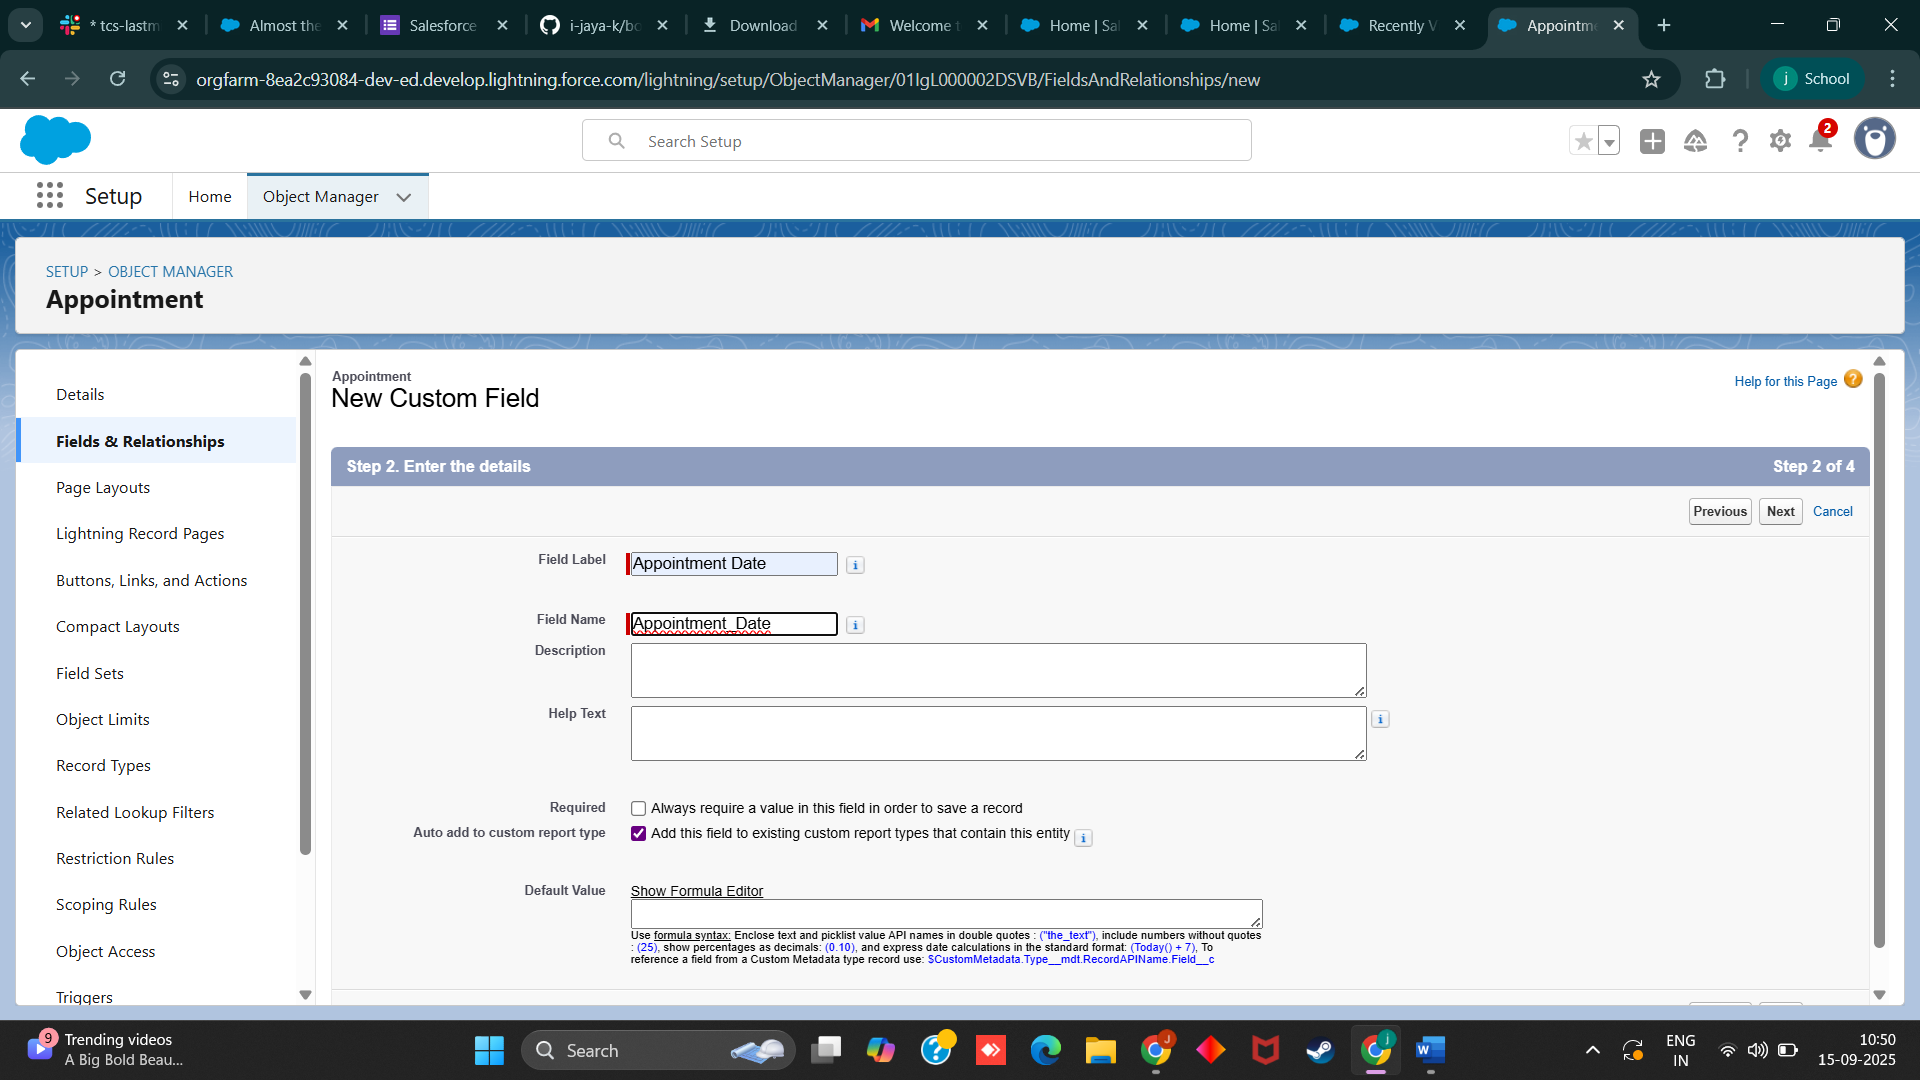 * tcs-lastm
Almost the
Salesforce
i-jaya-k/bo
Download
Welcome t
Home | Sal
Home | Sal
Recently V
Appointme
orgfarm-8ea2c93084-dev-ed.develop.lightning.force.com/lightning/setup/ObjectManager/01IgL000002DSVB/FieldsAndRelationships/new
j School
Search Setup
2
Setup
Home
Object Manager
SETUP > OBJECT MANAGER
Appointment
Details
Fields & Relationships
Page Layouts
Lightning Record Pages
Buttons, Links, and Actions
Compact Layouts
Field Sets
Object Limits
Record Types
Related Lookup Filters
Restriction Rules
Scoping Rules
Object Access
Triggers
Appointment
New Custom Field
Help for this Page ?
Step 2. Enter the details
Step 2 of 4
Previous
Next
Cancel
Field Label
Appointment Date
i
Field Name
Appointment_Date
i
Description
Help Text
i
Required
Always require a value in this field in order to save a record
Auto add to custom report type
Add this field to existing custom report types that contain this entity
i
Default Value
Show Formula Editor
Use formula syntax: Enclose text and picklist value API names in double quotes : ("the_text"), include numbers without quotes
: (25), show percentages as decimals: (0.10), and express date calculations in the standard format: (Today() + 7), To
reference a field from a Custom Metadata type record use: $CustomMetadata.Type__mdt.RecordAPIName.Field__c
9
Trending videos
A Big Bold Beau...
Search
J
j
W
ENG
IN
10:50
15-09-2025